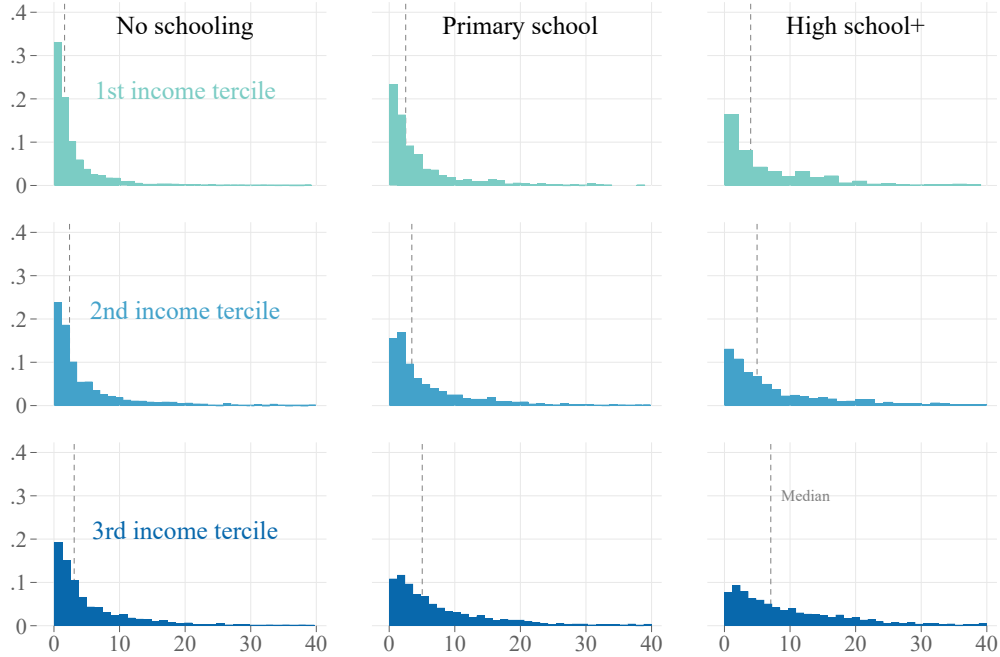 No schooling
Primary school
High school+
.4
.3
.2
.1
0
1st income tercile
.4
.3
.2
.1
0
2nd income tercile
.4
.3
.2
.1
0
3rd income tercile
Median
0 10 20 30 40
0 10 20 30 40
0 10 20 30 40